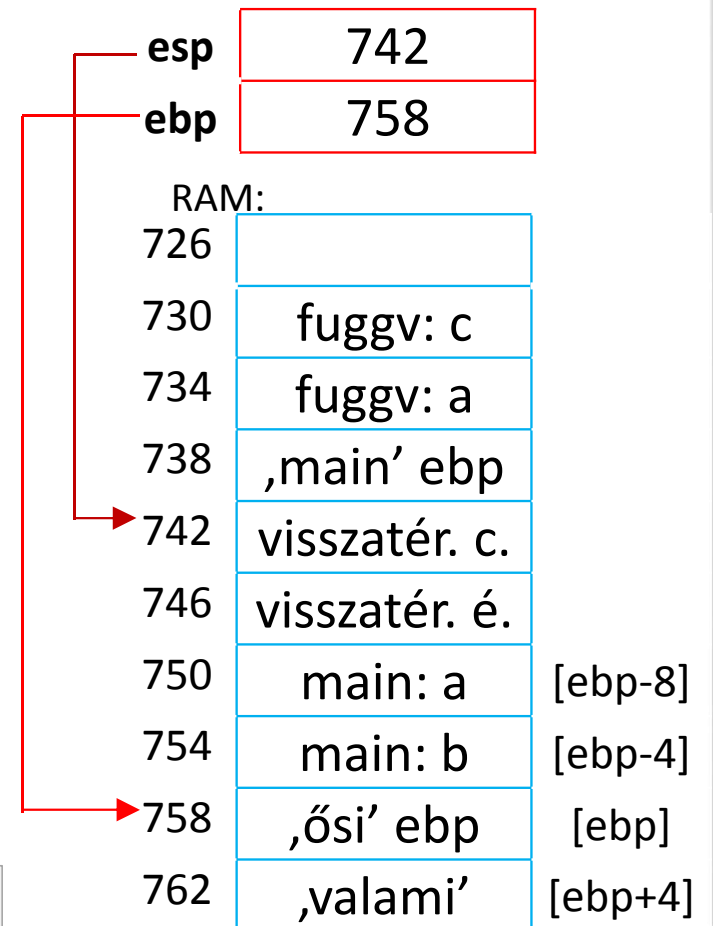 esp 742
ebp 758
RAM:
726
730 fuggv: c
734 fuggv: a
738 ‚main’ ebp
742 visszatér. c.
746 visszatér. é.
750 main: a [ebp-8]
754 main: b [ebp-4]
758 ‚ősi’ ebp [ebp]
762 ‚valami’ [ebp+4]